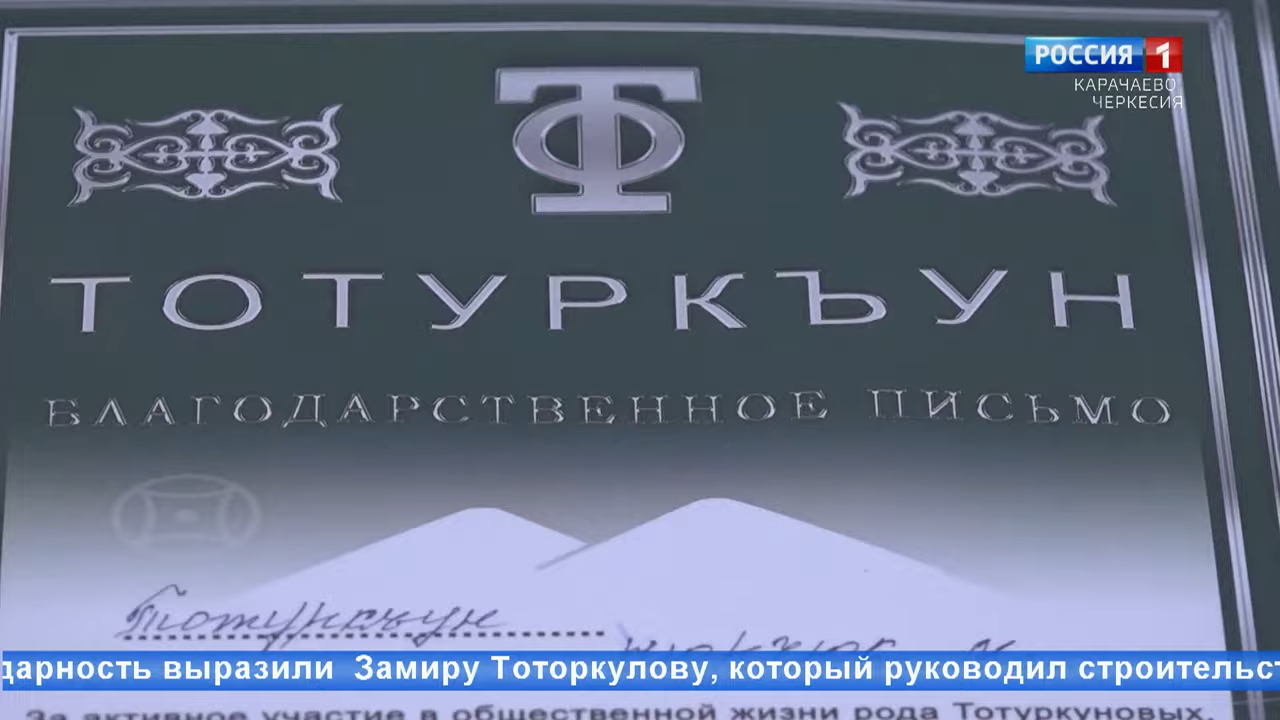 РОССИЯ 1
КАРАЧАЕВО-
ЧЕРКЕСИЯ
ТФ
ТОТУРКЪУН
БЛАГОДАРСТВЕННОЕ ПИСЬМО
Тотуркъун
дарность выразили Замиру Тоторкулову, который руководил строительст
За активное участие в общественной жизни рода Тотуркуновых